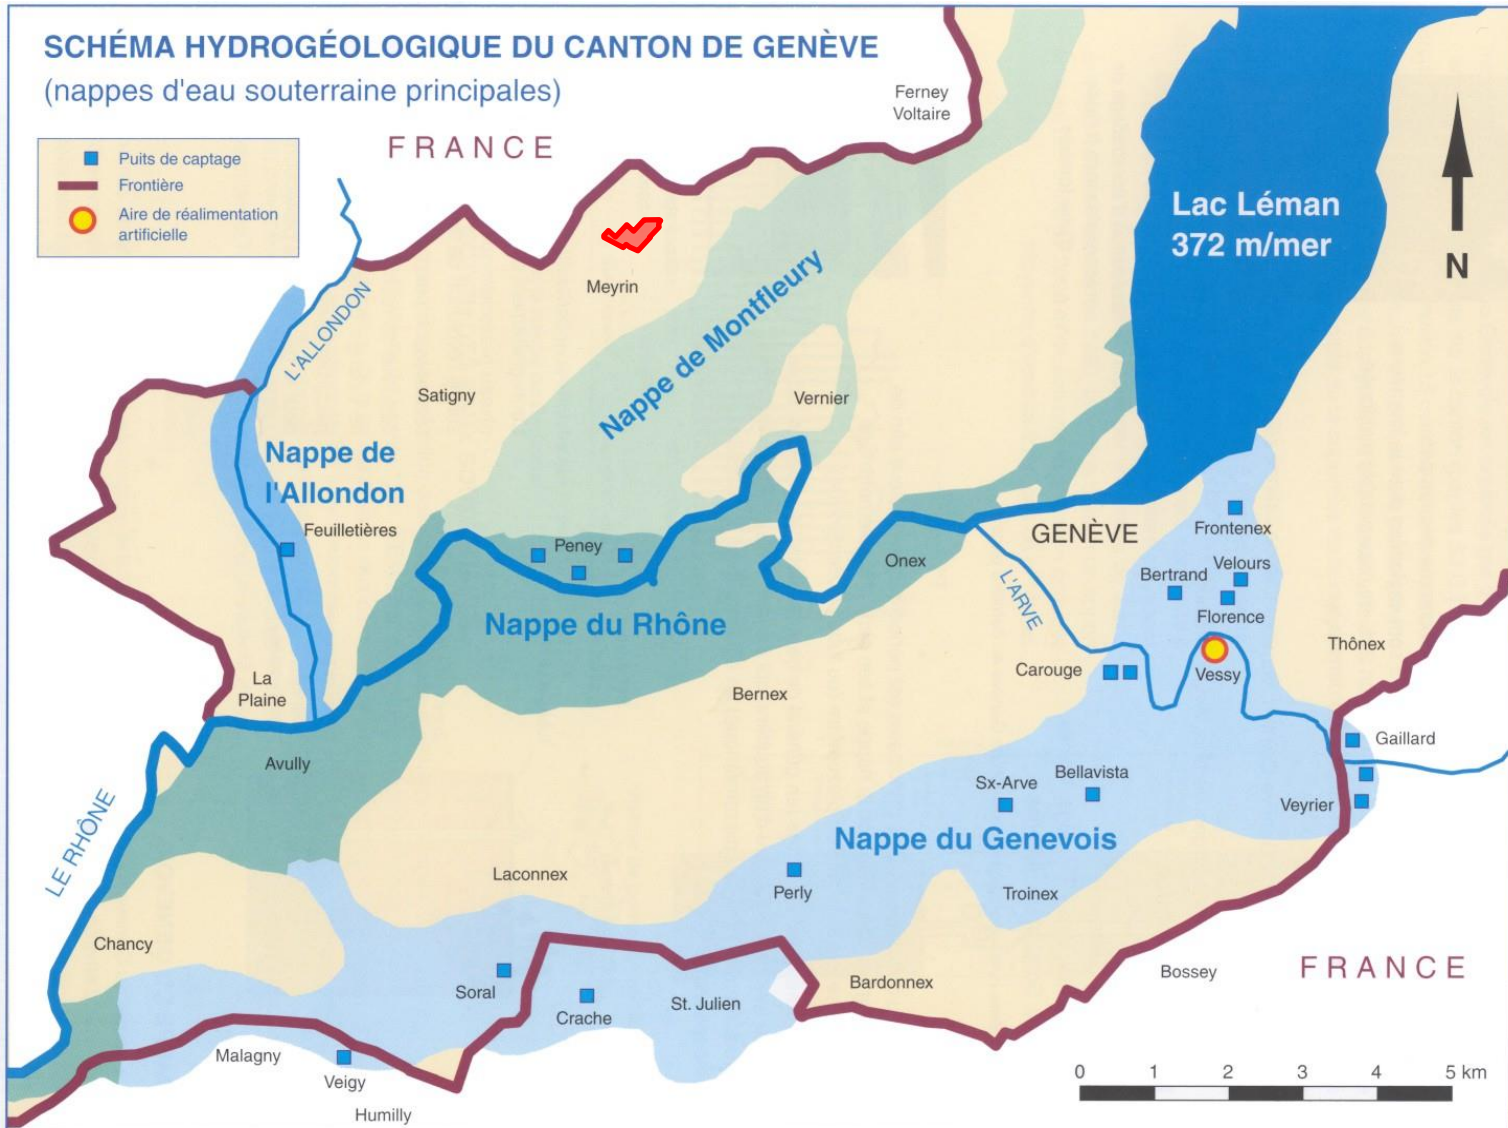 SCHÉMA HYDROGÉOLOGIQUE DU CANTON DE GENÈVE
(nappes d'eau souterraine principales)
Puits de captage
Frontière
Aire de réalimentation
artificielle
FRANCE
Ferney
Voltaire
Lac Léman
372 m/mer
N
Meyrin
L'ALLONDON
Nappe de Montfleury
Satigny
Vernier
Nappe de
l'Allondon
Feuilletières
Peney
Onex
GENÈVE
Frontenex
Velours
Bertrand
Florence
L'ARVE
Nappe du Rhône
Thônex
Carouge
Vessy
La
Plaine
Bernex
Avully
Gaillard
Sx-Arve
Bellavista
Veyrier
LE RHÔNE
Nappe du Genevois
Laconnex
Perly
Troinex
Chancy
Soral
Crache
St. Julien
Bardonnex
Bossey
FRANCE
Malagny
Veigy
Humilly
0 1 2 3 4 5 km